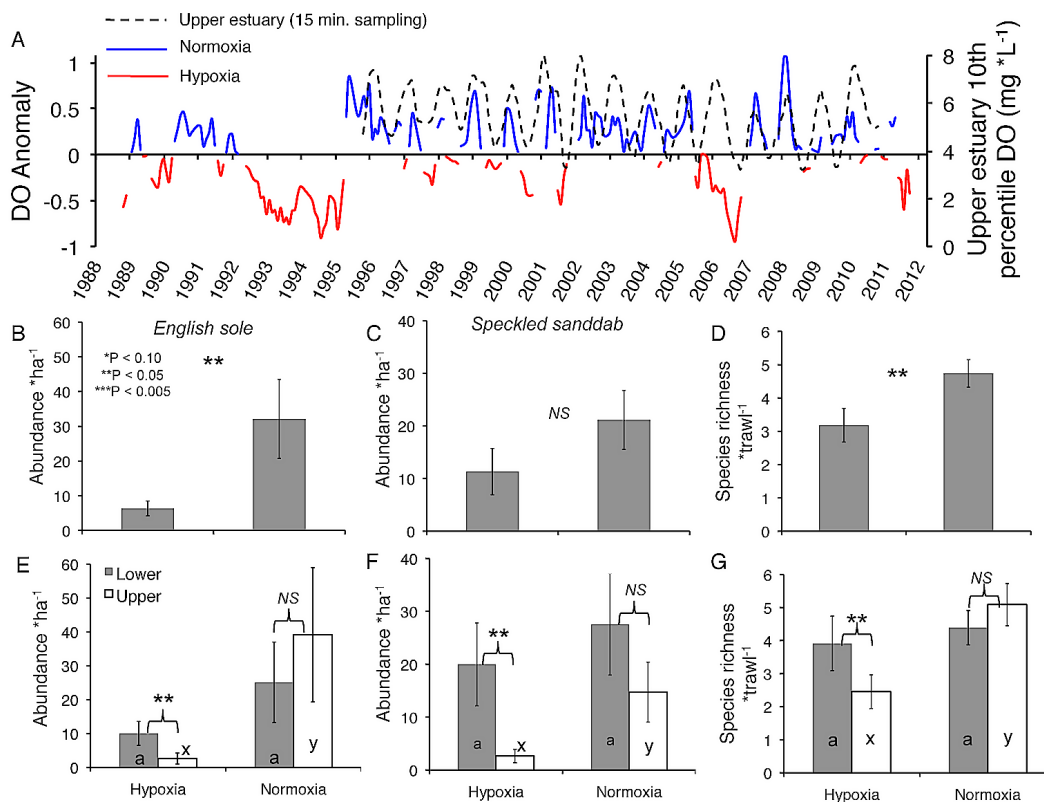 A
Upper estuary (15 min. sampling)
Normoxia
Hypoxia
DO Anomaly
1
0.5
0
-0.5
-1
8
6
4
2
0
Upper estuary 10th
percentile DO (mg *L-1)
1988
1989
1990
1991
1992
1993
1994
1995
1996
1997
1998
1999
2000
2001
2002
2003
2004
2005
2006
2007
2008
2009
2010
2011
2012
B
English sole
*P < 0.10
**P < 0.05
***P < 0.005
**
Abundance *ha-1
60
50
40
30
20
10
0
C
Speckled sanddab
NS
Abundance *ha-1
40
30
20
10
0
D
**
Species richness
*trawl-1
6
5
4
3
2
1
0
E
Lower
Upper
Abundance *ha-1
60
50
40
30
20
10
0
**
NS
a
x
a
y
Hypoxia
Normoxia
F
Abundance *ha-1
40
30
20
10
0
**
NS
a
x
a
y
Hypoxia
Normoxia
G
Species richness
*trawl-1
6
5
4
3
2
1
0
**
NS
a
x
a
y
Hypoxia
Normoxia